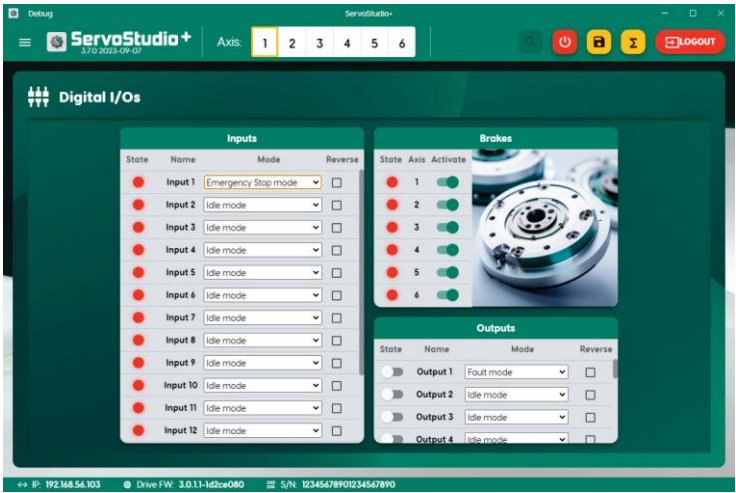 Debug
ServoStudio+
ServoStudio+
3.7.0 2023-09-07
Axis: 1 2 3 4 5 6
Σ LOGOUT
Digital I/Os
Inputs
State Name Mode Reverse
Input 1 Emergency Stop mode
Input 2 Idle mode
Input 3 Idle mode
Input 4 Idle mode
Input 5 Idle mode
Input 6 Idle mode
Input 7 Idle mode
Input 8 Idle mode
Input 9 Idle mode
Input 10 Idle mode
Input 11 Idle mode
Input 12 Idle mode
Brakes
State Axis Activate
1
2
3
4
5
6
Outputs
State Name Mode Reverse
Output 1 Fault mode
Output 2 Idle mode
Output 3 Idle mode
Output 4 Idle mode
IP: 192.168.56.103 Drive FW: 3.0.1.1-1d2ce080 S/N: 12345678901234567890